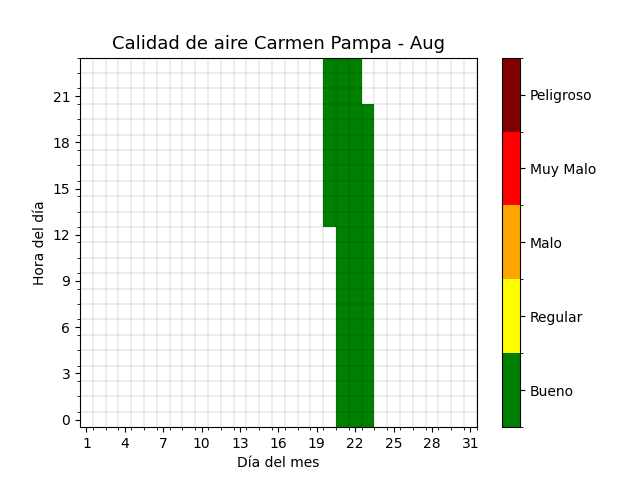 Calidad de aire Carmen Pampa - Aug
Peligroso
Muy Malo
Malo
Regular
Bueno
Hora del día
21
18
15
12
9
6
3
0
1 4 7 10 13 16 19 22 25 28 31
Día del mes